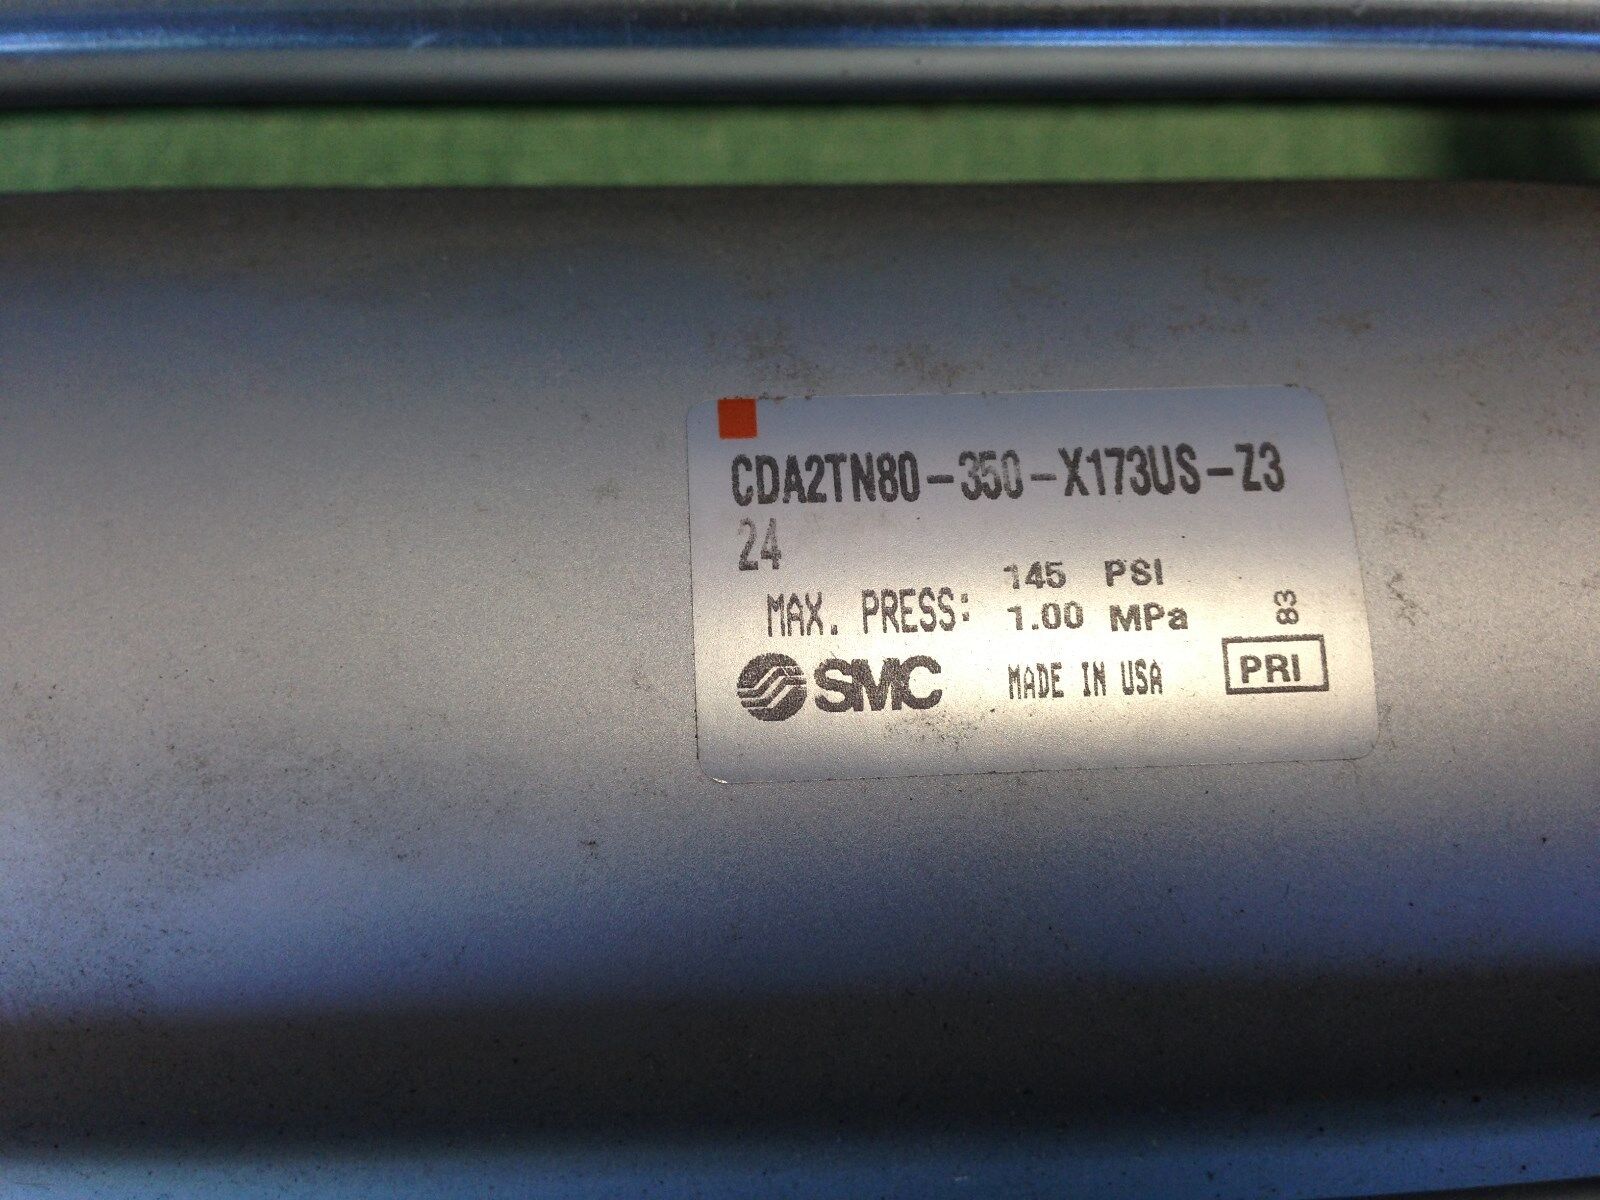 CDA2TN80-350-X173US-Z3
24
145 PSI
MAX. PRESS: 1.00 MPa
83
SMC MADE IN USA PRI